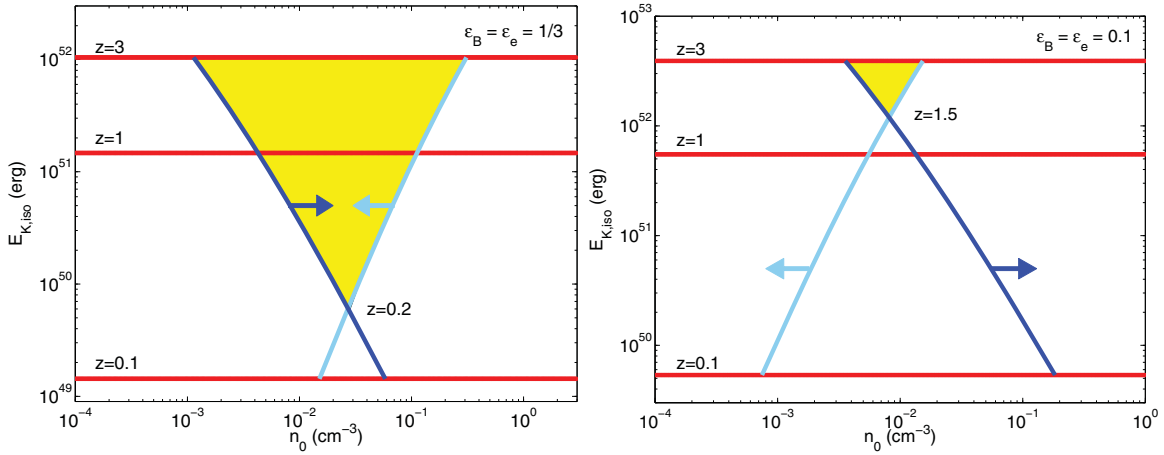 ε_B = ε_e = 1/3
z=3
z=1
z=0.2
z=0.1
10^52
10^51
10^50
10^49
E_K,iso (erg)
10^-4
10^-3
10^-2
10^-1
10^0
n_0 (cm^-3)
10^53
ε_B = ε_e = 0.1
z=3
z=1.5
z=1
z=0.1
10^52
10^51
10^50
E_K,iso (erg)
10^-4
10^-3
10^-2
10^-1
10^0
n_0 (cm^-3)